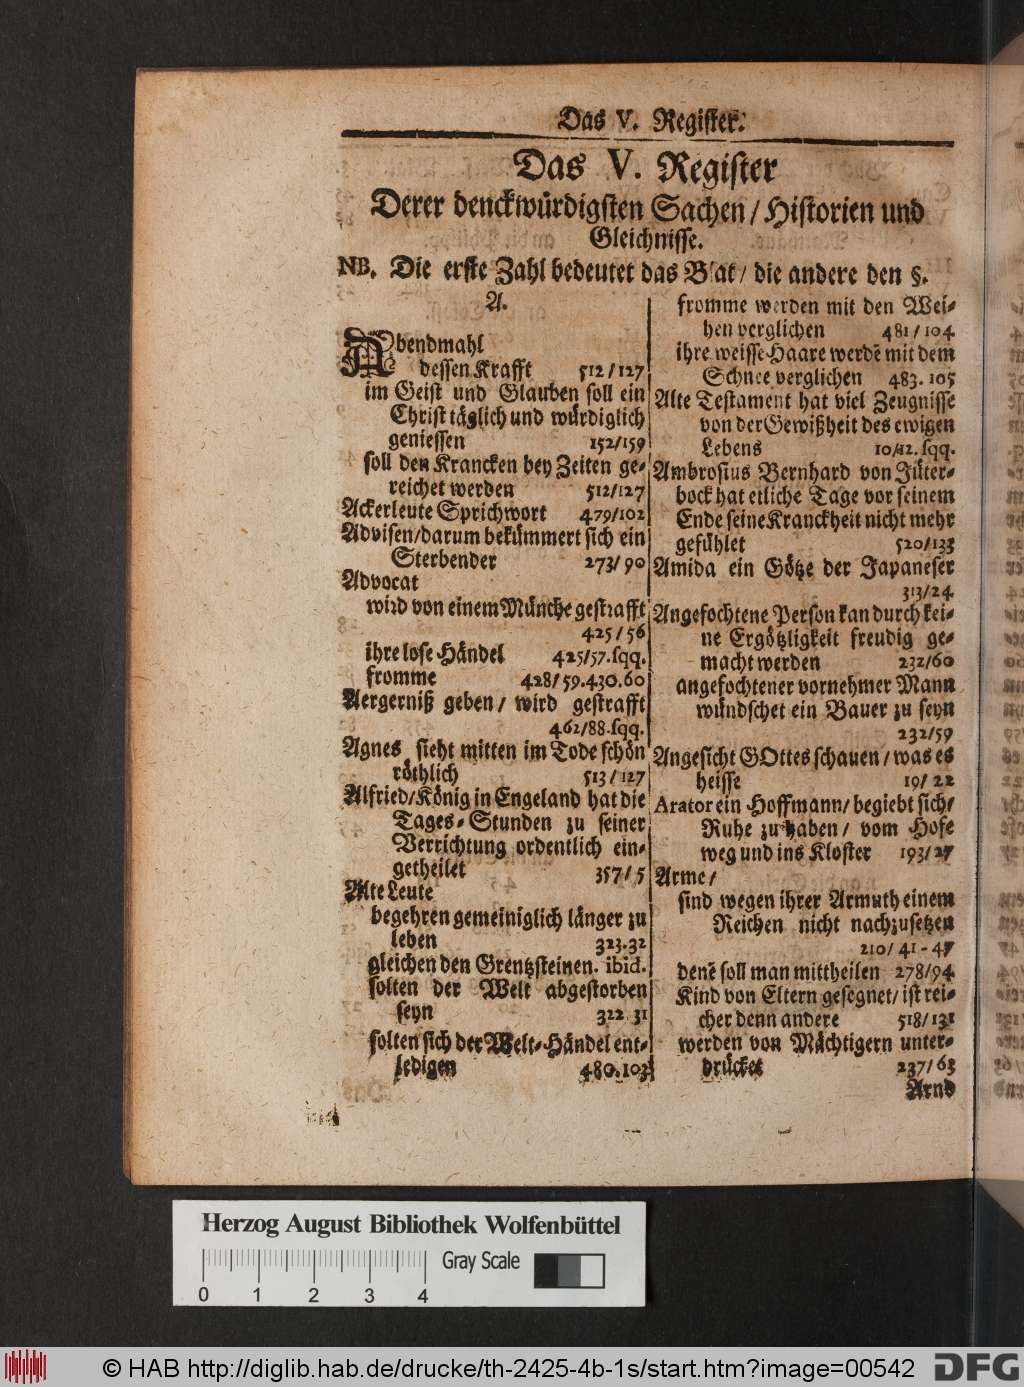 Das V. Register.
Das V. Register
Derer denckwürdigsten Sachen / Historien und
Gleichnisse.
NB. Die erste Zahl bedeutet das Blat / die andere den §.
A.
Abendmahl
dessen Krafft 512/127
im Geist und Glauben soll ein
Christ täglich und würdiglich
geniessen 152/159
soll den Krancken bey Zeiten ge-
reichet werden 512/127
Ackerleute Sprichwort 479/102
Advisen/darum bekümmert sich ein
Sterbender 273/90
Advocat
wird von einem Münche gestrafft
425/56
ihre lose Händel 425/57.sqq.
fromme 428/59.430.60
Aergerniß geben / wird gestrafft
462/88.sqq.
Agnes sieht mitten im Tode schön
röthlich 513/127
Alfried/König in Engeland hat die
Tages-Stunden zu seiner
Verrichtung ordentlich ein-
getheilet 357/5
Alte Leute
begehren gemeiniglich länger zu
leben 323.32
gleichen den Grentzsteinen. ibid.
solten der Welt abgestorben
seyn 322.31
solten sich der Welt-Händel ent-
ledigen 480.103
fromme werden mit den Wei-
hen verglichen 481/104
ihre weisse Haare werdē mit dem
Schnee verglichen 483.105
Alte Testament hat viel Zeugnisse
von der Gewißheit des ewigen
Lebens 10/12.sqq.
Ambrosius Bernhard von Jüter-
bock hat etliche Tage vor seinem
Ende seine Kranckheit nicht mehr
gefühlet 520/133
Amida ein Götze der Japaneser
313/24
Angefochtene Person kan durch kei-
ne Ergötzligkeit freudig ge-
macht werden 232/60
angefochtener vornehmer Mann
wündschet ein Bauer zu seyn
232/59
Angesicht GOttes schauen / was es
heisse 19/22
Arator ein Hoffmann / begiebt sich/
Ruhe zu haben / vom Hofe
weg und ins Kloster 193/27
Arme/
sind wegen ihrer Armuth einem
Reichen nicht nachzusetzen
210/41-47
denē soll man mittheilen 278/94
Kind von Eltern gesegnet / ist rei-
cher denn andere 518/131
werden von Mächtigern unter-
drücket 237/63
Arnd
Herzog August Bibliothek Wolfenbüttel
Gray Scale
0 1 2 3 4
© HAB http://diglib.hab.de/drucke/th-2425-4b-1s/start.htm?image=00542
DFG